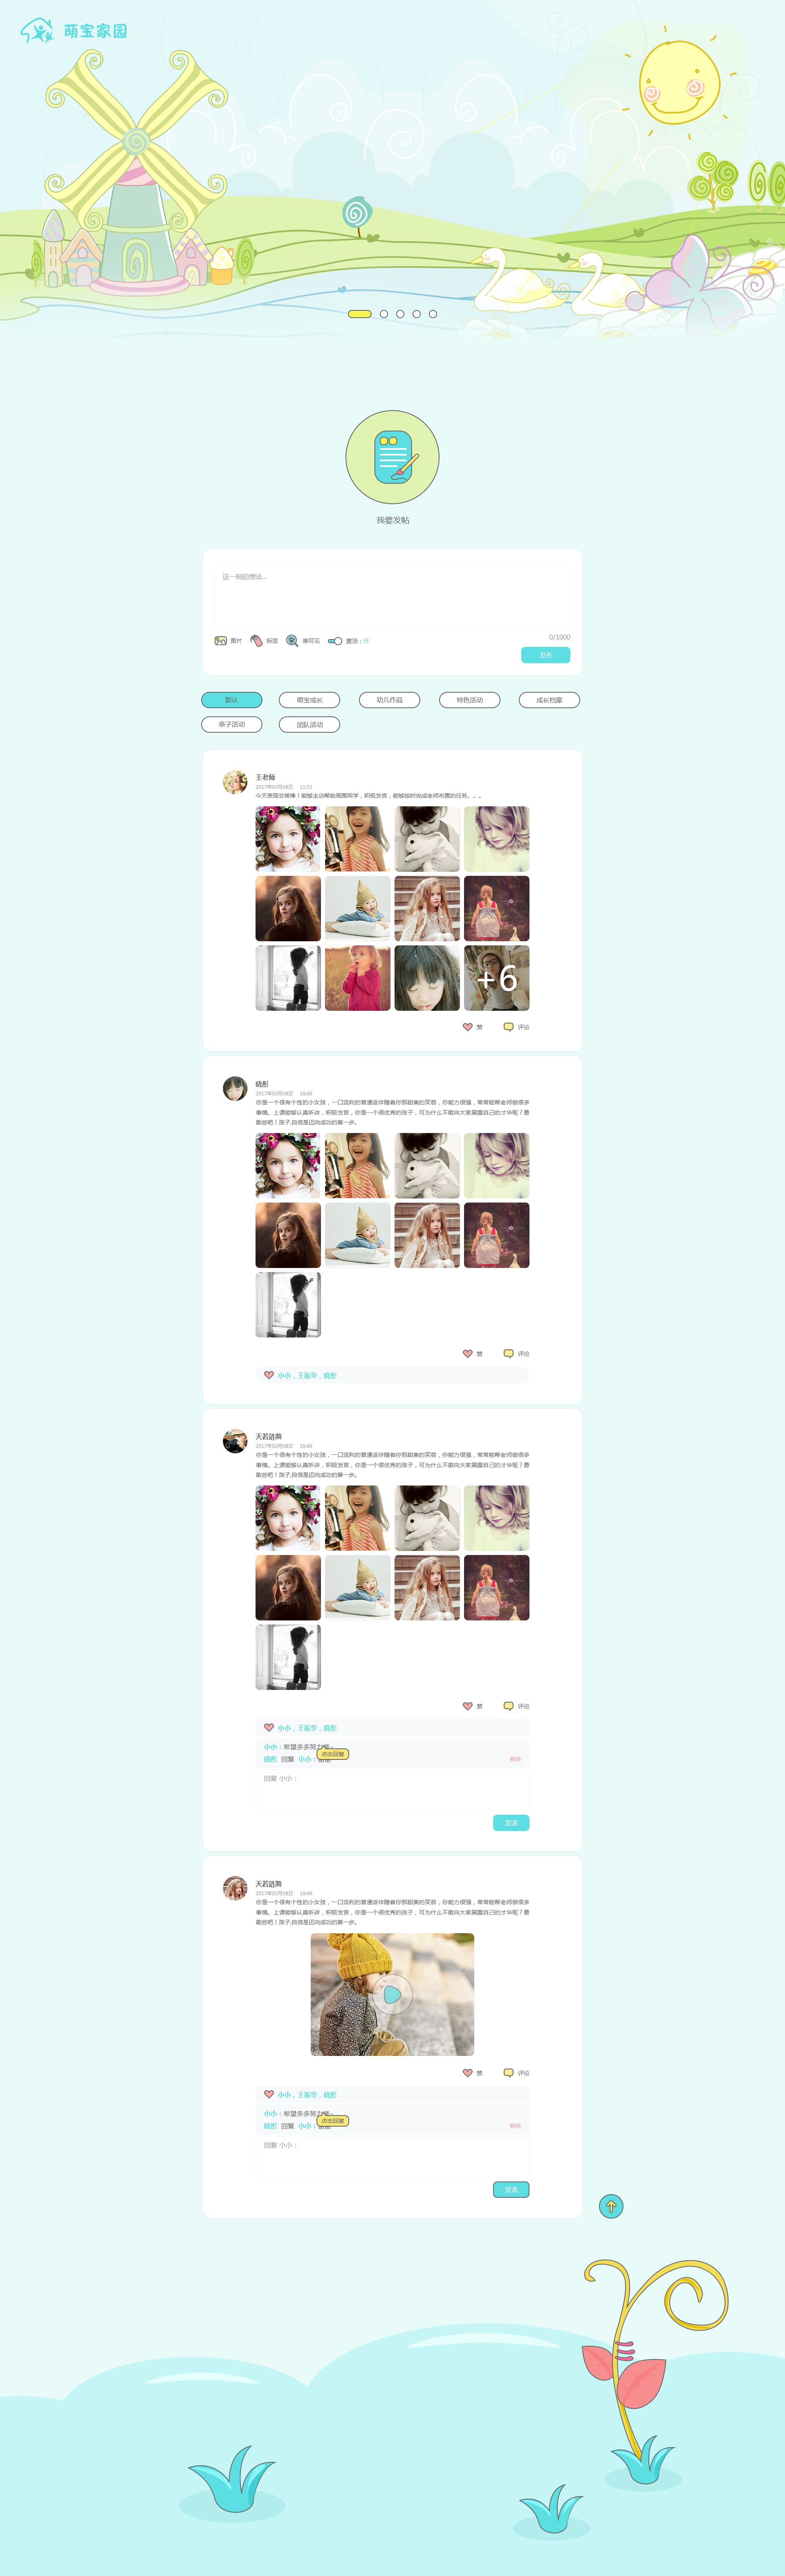 萌宝家园
我要发帖
这一刻的想法...
图片 标签 谁可见 置顶：开
0/1000
发布
默认 萌宝成长 幼儿作品 特色活动 成长档案
亲子活动 团队活动
王老师
2017年03月08日 11:51
今天表现非常棒！能够主动帮助周围同学，积极发言，能够按时完成老师布置的任务。。。
+6
赞 评论
晓彤
2017年03月08日 10:49
你是一个很有个性的小女孩，一口流利的普通话伴随着你那甜美的笑容，你能力很强，常常能帮老师做很多
事情。上课能够认真听讲，积极发言，你是一个很优秀的孩子，可为什么不敢向大家展露自己的才华呢？勇
敢些吧！孩子,自信是迈向成功的第一步。
赞 评论
小小，王振华，晓彤
天若涟漪
2017年03月08日 10:49
你是一个很有个性的小女孩，一口流利的普通话伴随着你那甜美的笑容，你能力很强，常常能帮老师做很多
事情。上课能够认真听讲，积极发言，你是一个很优秀的孩子，可为什么不敢向大家展露自己的才华呢？勇
敢些吧！孩子,自信是迈向成功的第一步。
赞 评论
小小，王振华，晓彤
小小：希望多多努力
点击回复
晓彤 回复 小小：
删除
回复 小小：
发表
天若涟漪
2017年03月08日 10:49
你是一个很有个性的小女孩，一口流利的普通话伴随着你那甜美的笑容，你能力很强，常常能帮老师做很多
事情。上课能够认真听讲，积极发言，你是一个很优秀的孩子，可为什么不敢向大家展露自己的才华呢？勇
敢些吧！孩子,自信是迈向成功的第一步。
赞 评论
小小，王振华，晓彤
小小：希望多多努力
点击回复
晓彤 回复 小小：
删除
回复 小小：
发表